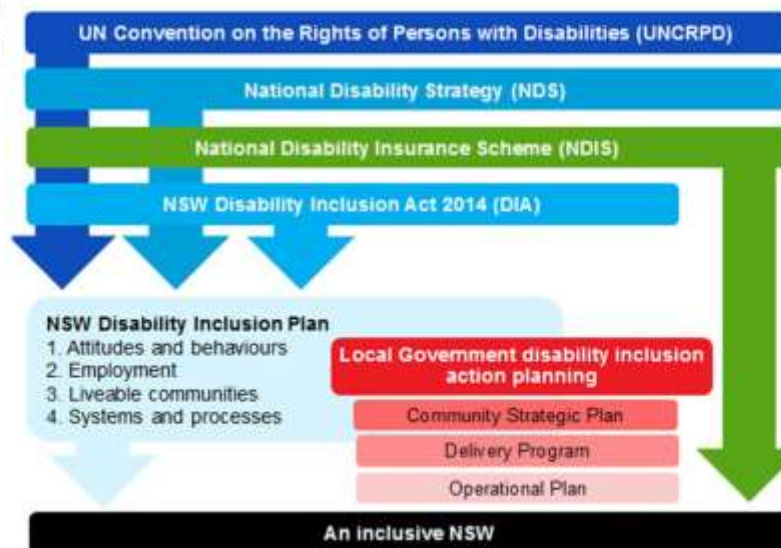 UN Convention on the Rights of Persons with Disabilities (UNCRPD)
National Disability Strategy (NDS)
National Disability Insurance Scheme (NDIS)
NSW Disability Inclusion Act 2014 (DIA)
NSW Disability Inclusion Plan
1. Attitudes and behaviours
2. Employment
3. Liveable communities
4. Systems and processes
Local Government disability inclusion
action planning
Community Strategic Plan
Delivery Program
Operational Plan
An inclusive NSW